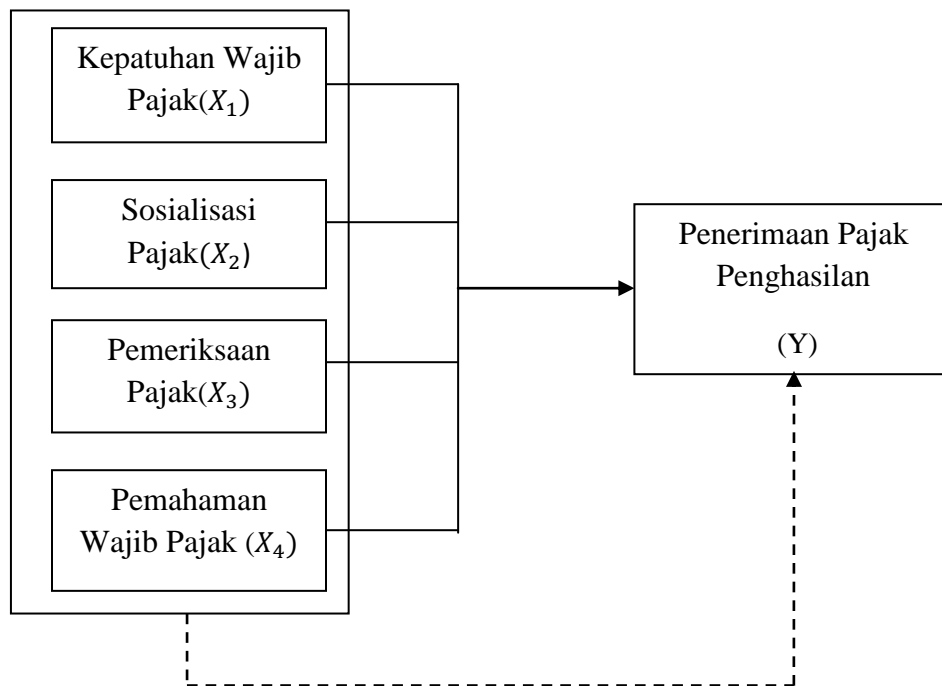 Kepatuhan Wajib
Pajak(𝑋₁)
Sosialisasi
Pajak(𝑋₂)
Pemeriksaan
Pajak(𝑋₃)
Pemahaman
Wajib Pajak (𝑋₄)
Penerimaan Pajak
Penghasilan
(Y)